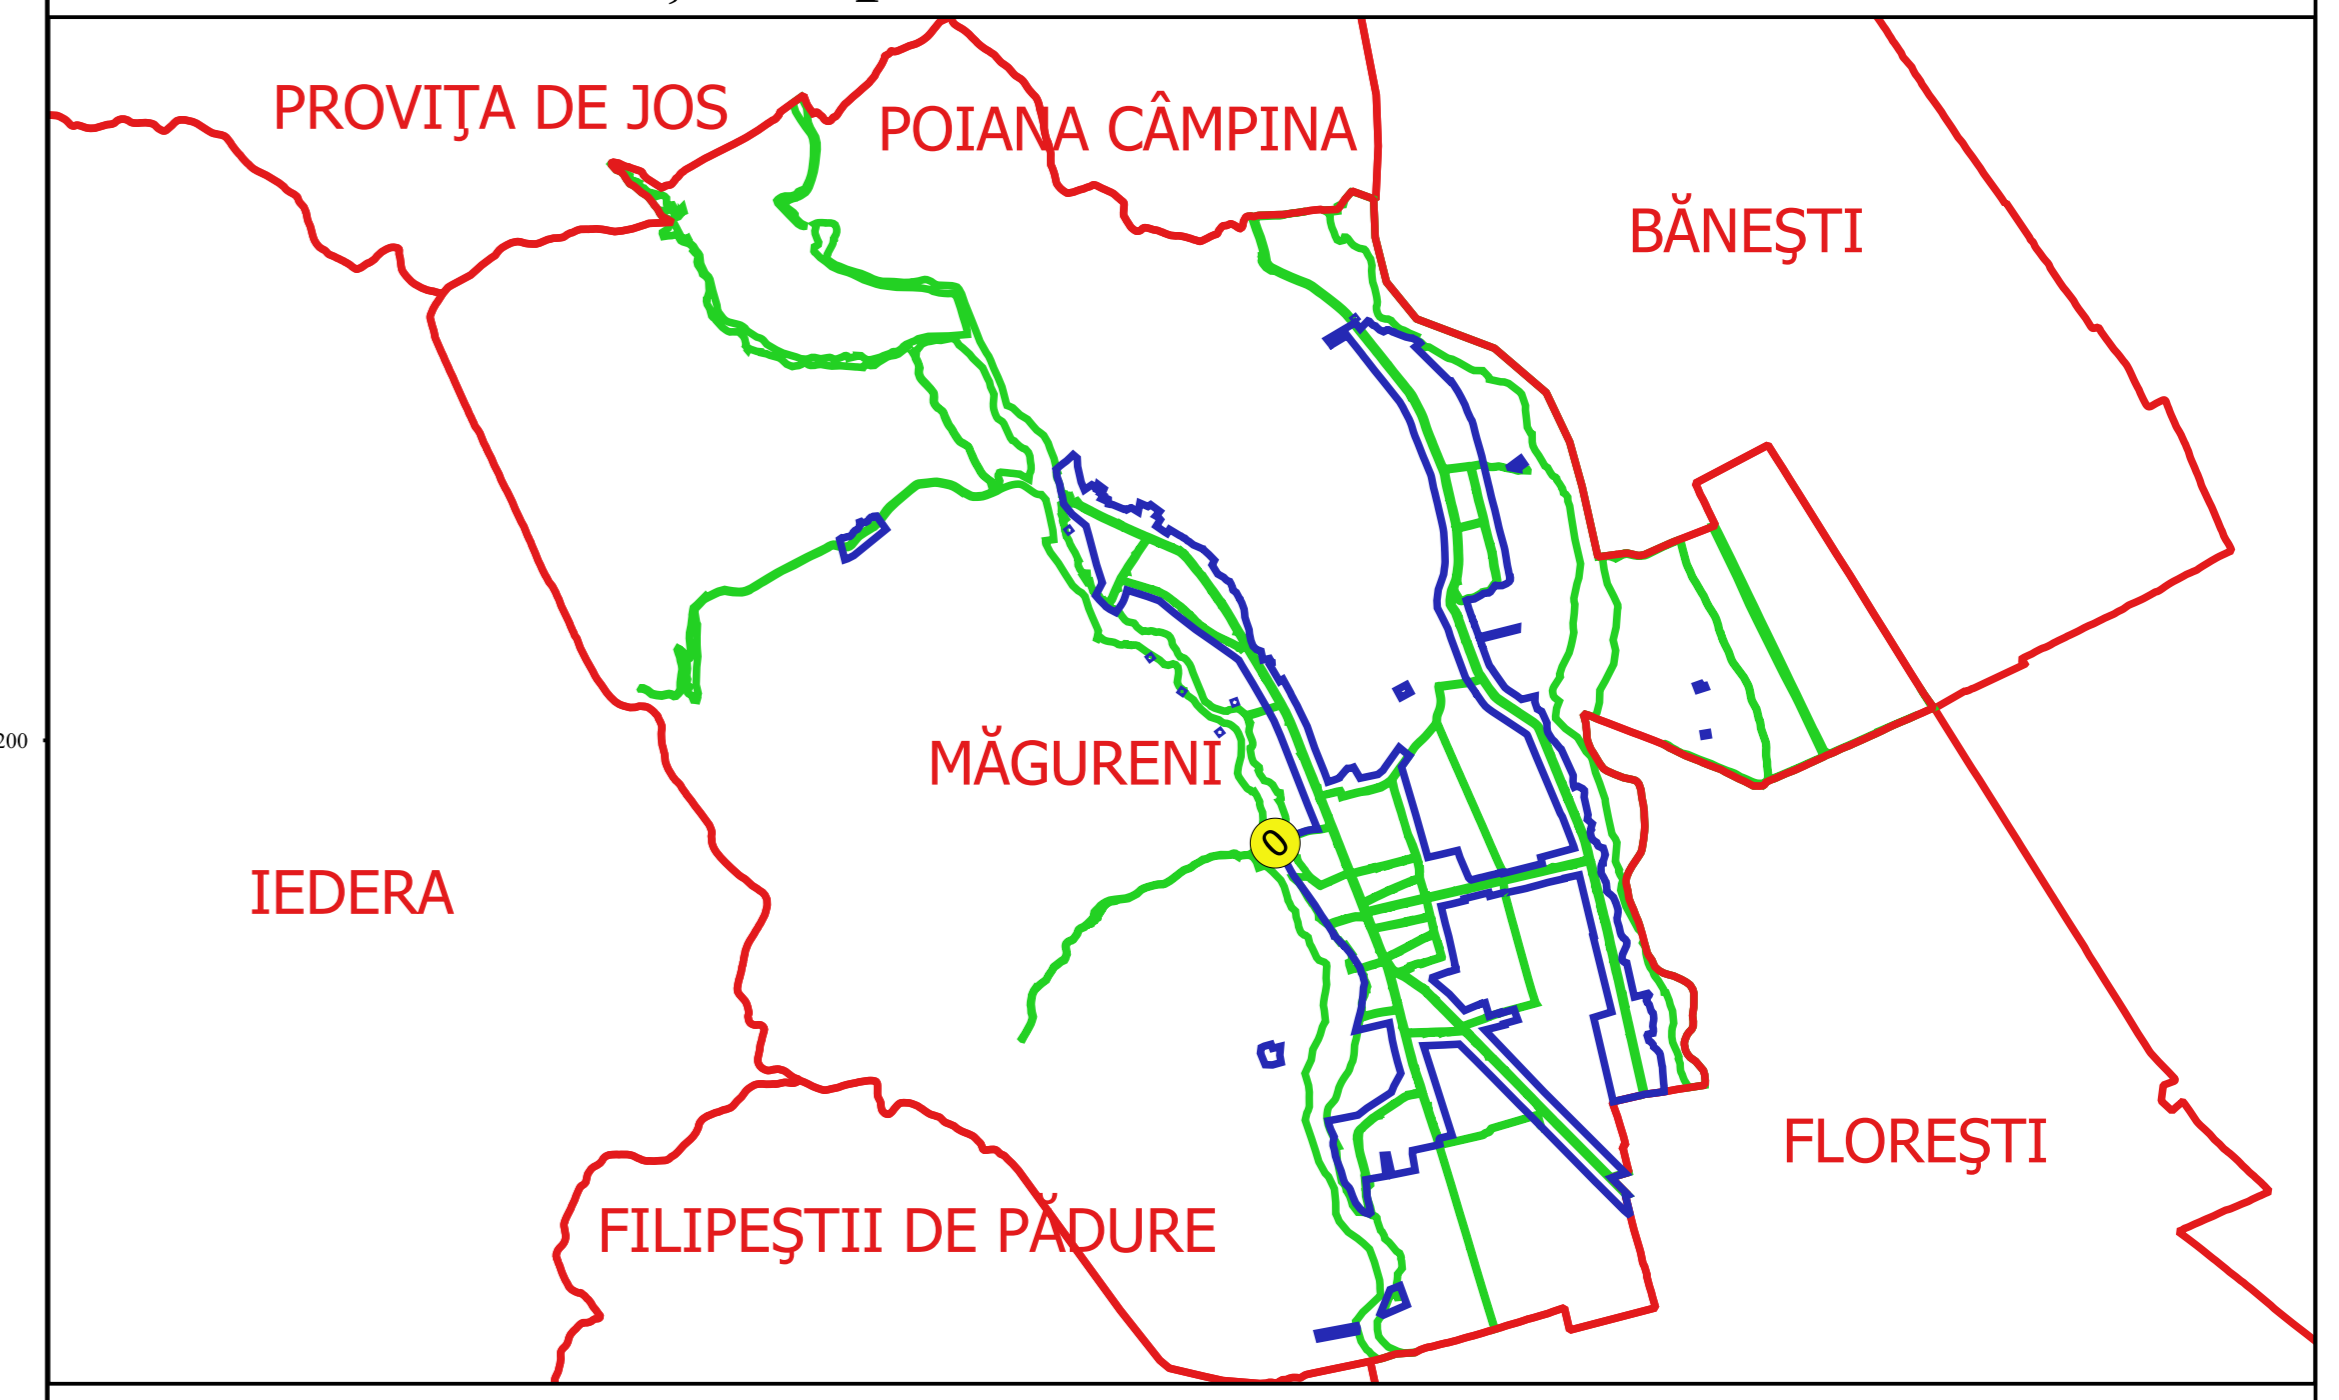 PROVIŢA DE JOS
POIANA CÂMPINA
BĂNEŞTI
200
MĂGURENI
0
IEDERA
FLOREŞTI
FILIPEŞTII DE PĂDURE